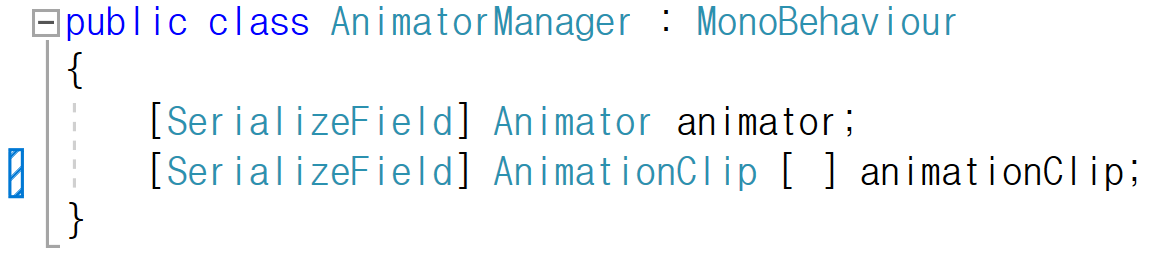 public class AnimatorManager : MonoBehaviour
{
[SerializeField] Animator animator;
[SerializeField] AnimationClip [ ] animationClip;
}